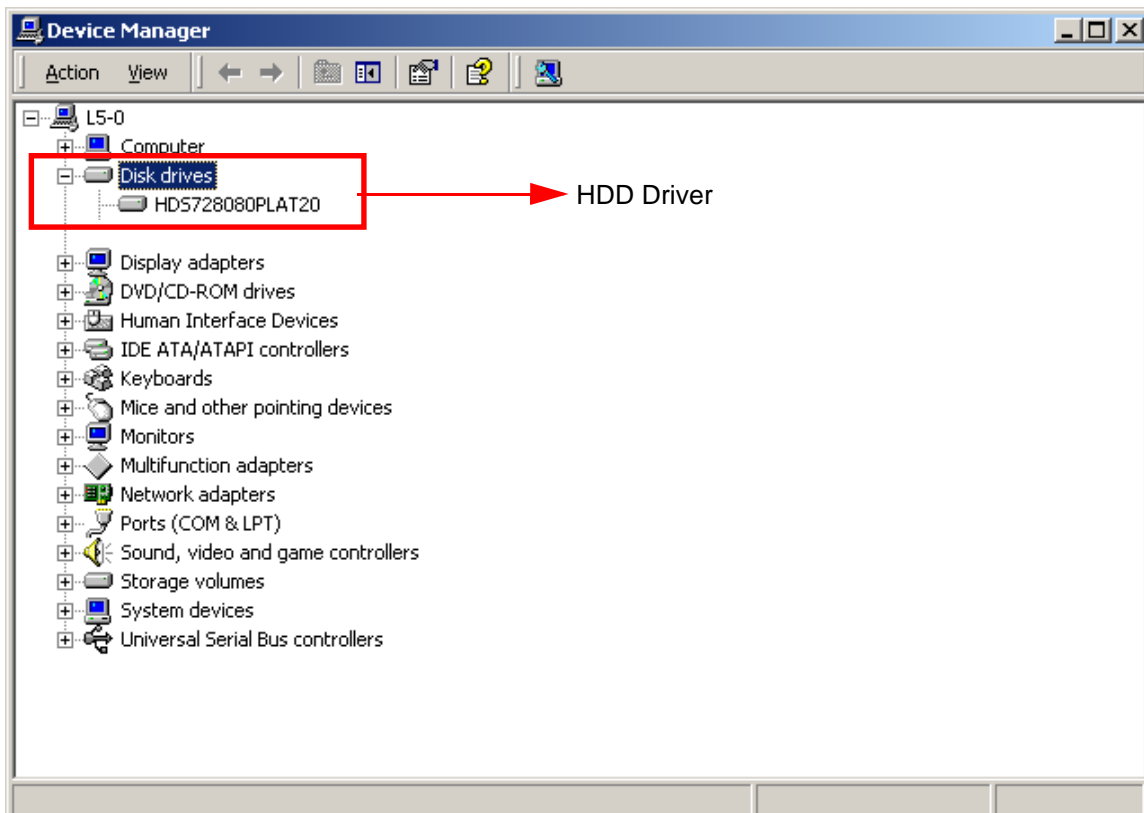 Device Manager
Action View
L5-0
Computer
Disk drives
HDS728080PLAT20
HDD Driver
Display adapters
DVD/CD-ROM drives
Human Interface Devices
IDE ATA/ATAPI controllers
Keyboards
Mice and other pointing devices
Monitors
Multifunction adapters
Network adapters
Ports (COM & LPT)
Sound, video and game controllers
Storage volumes
System devices
Universal Serial Bus controllers